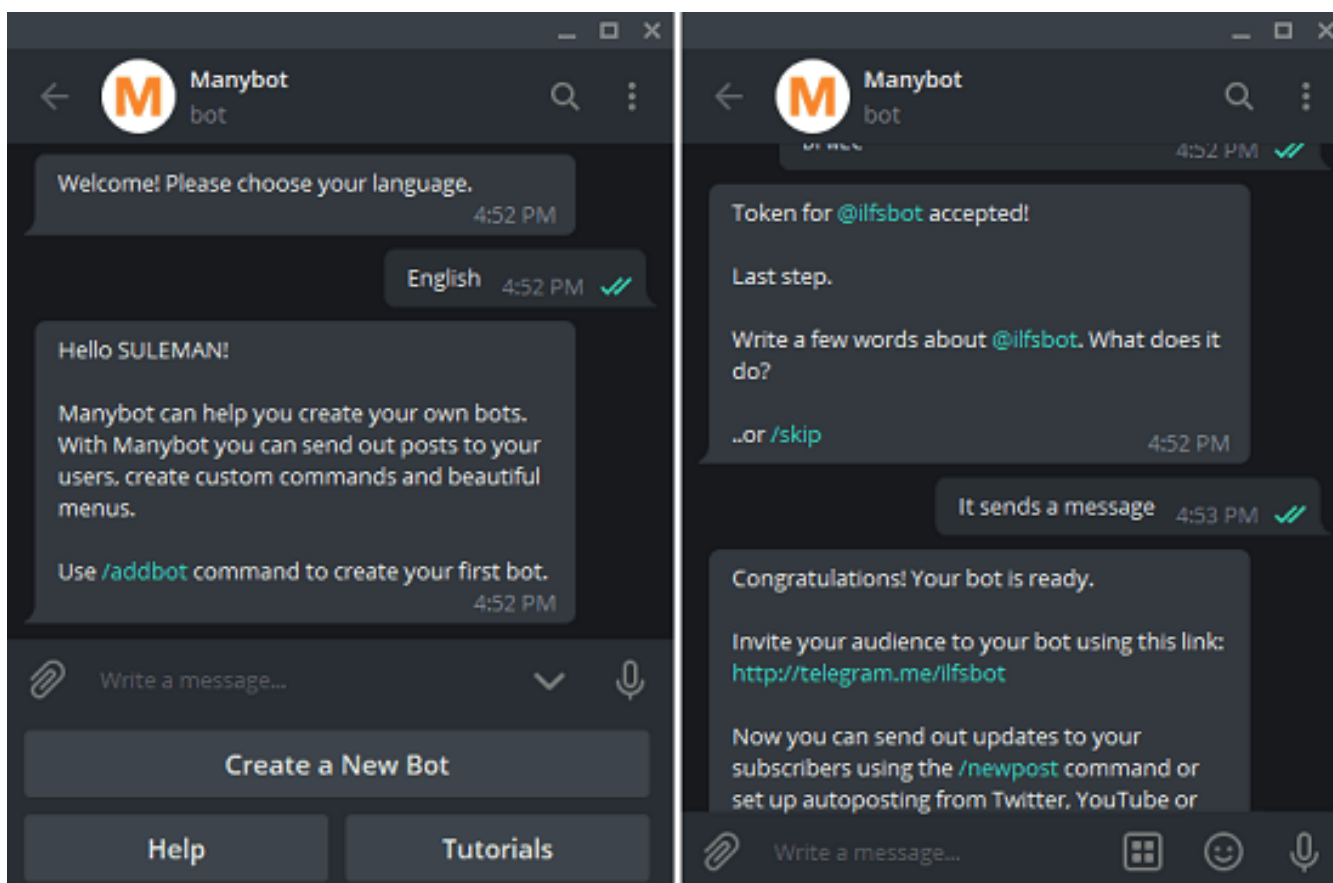 Manybot
bot
Welcome! Please choose your language.
4:52 PM
English 4:52 PM
Hello SULEMAN!
Manybot can help you create your own bots.
With Manybot you can send out posts to your
users, create custom commands and beautiful
menus.
Use /addbot command to create your first bot.
4:52 PM
Write a message...
Create a New Bot
Help
Tutorials
Manybot
bot
4:52 PM
Token for @ilfsbot accepted!
Last step.
Write a few words about @ilfsbot. What does it
do?
..or /skip
4:52 PM
It sends a message 4:53 PM
Congratulations! Your bot is ready.
Invite your audience to your bot using this link:
http://telegram.me/ilfsbot
Now you can send out updates to your
subscribers using the /newpost command or
set up autoposting from Twitter, YouTube or
Write a message...